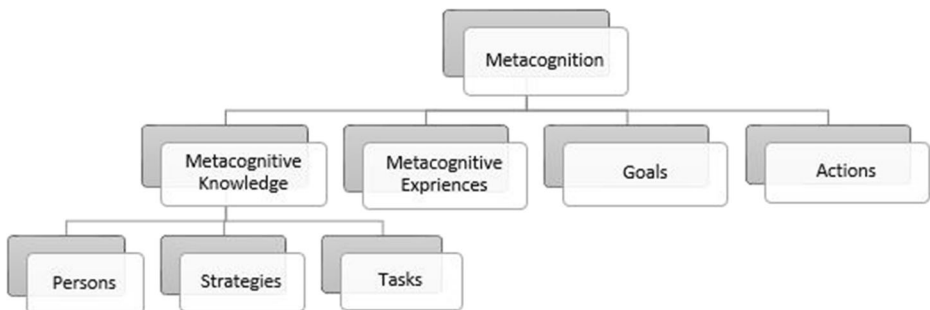 Metacognition
Metacognitive
Knowledge
Metacognitive
Expriences
Goals
Actions
Persons
Strategies
Tasks